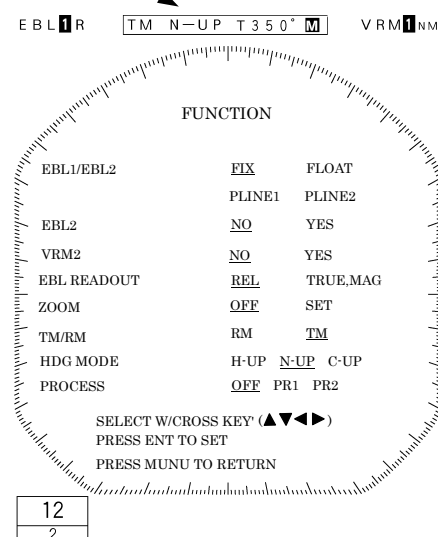 EBL1R TM N-UP T350° M VRM1NM
FUNCTION
EBL1/EBL2 FIX FLOAT
PLINE1 PLINE2
EBL2 NO YES
VRM2 NO YES
EBL READOUT REL TRUE,MAG
ZOOM OFF SET
TM/RM RM TM
HDG MODE H-UP N-UP C-UP
PROCESS OFF PR1 PR2
SELECT W/CROSS KEY' (▲▼◀▶)
PRESS ENT TO SET
PRESS MUNU TO RETURN
12
2